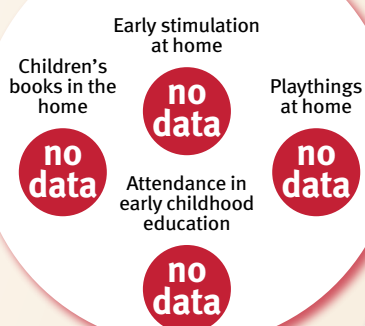 Early stimulation
at home
no
data
Children’s
books in the
home
no
data
Playthings
at home
no
data
Attendance in
early childhood
education
no
data